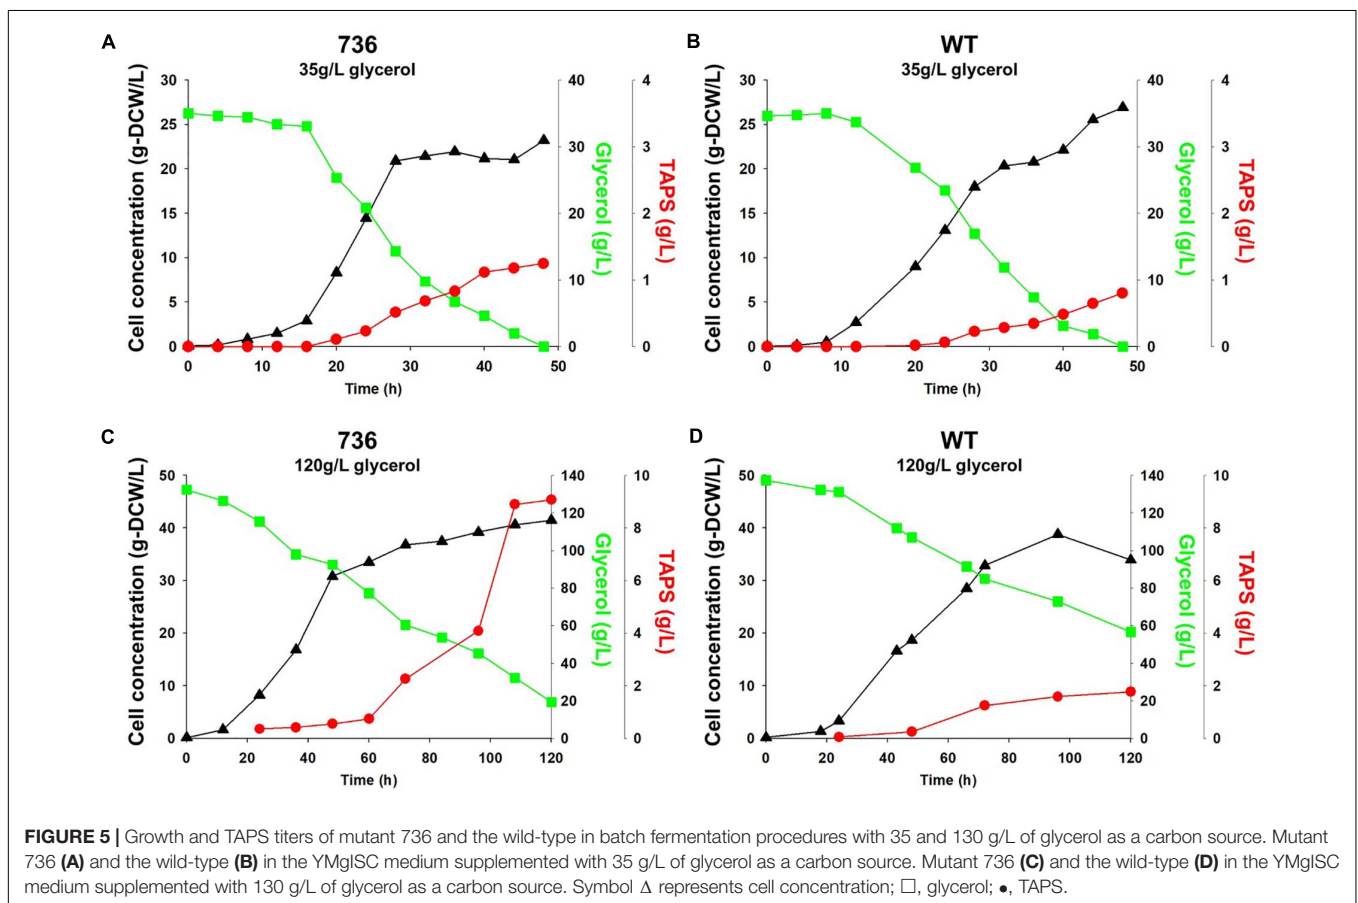 A
736
35g/L glycerol
Cell concentration (g-DCW/L)
30
25
20
15
10
5
0
0 10 20 30 40 50
Time (h)
40
30
20
10
0
Glycerol (g/L)
4
3
2
1
0
TAPS (g/L)
B
WT
35g/L glycerol
Cell concentration (g-DCW/L)
30
25
20
15
10
5
0
0 10 20 30 40 50
Time (h)
40
30
20
10
0
Glycerol (g/L)
4
3
2
1
0
TAPS (g/L)
C
736
120g/L glycerol
Cell concentration (g-DCW/L)
50
40
30
20
10
0
0 20 40 60 80 100 120
Time (h)
140
120
100
80
60
40
20
0
Glycerol (g/L)
10
8
6
4
2
0
TAPS (g/L)
D
WT
120g/L glycerol
Cell concentration (g-DCW/L)
50
40
30
20
10
0
0 20 40 60 80 100 120
Time (h)
140
120
100
80
60
40
20
0
Glycerol (g/L)
10
8
6
4
2
0
TAPS (g/L)
FIGURE 5 | Growth and TAPS titers of mutant 736 and the wild-type in batch fermentation procedures with 35 and 130 g/L of glycerol as a carbon source. Mutant
736 (A) and the wild-type (B) in the YMglSC medium supplemented with 35 g/L of glycerol as a carbon source. Mutant 736 (C) and the wild-type (D) in the YMglSC
medium supplemented with 130 g/L of glycerol as a carbon source. Symbol Δ represents cell concentration; □, glycerol; ●, TAPS.